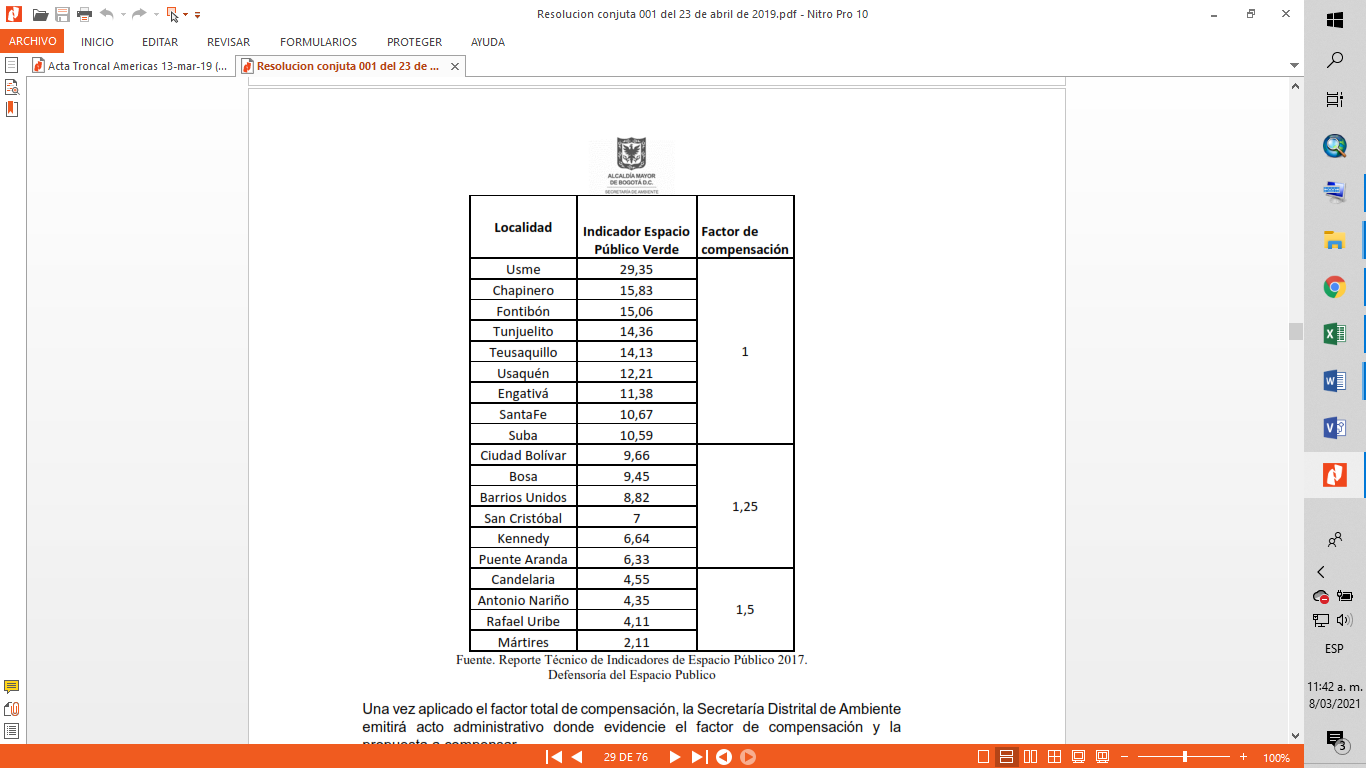 Resolucion conjuta 001 del 23 de abril de 2019.pdf - Nitro Pro 10
ARCHIVO INICIO EDITAR REVISAR FORMULARIOS PROTEGER AYUDA
Acta Troncal Americas 13-mar-19 (... Resolucion conjuta 001 del 23 de ...
ALCALDÍA MAYOR
DE BOGOTÁ D.C.
SECRETARÍA DE AMBIENTE
Localidad Indicador Espacio Público Verde Factor de compensación
Usme 29,35
Chapinero 15,83
Fontibón 15,06
Tunjuelito 14,36
Teusaquillo 14,13 1
Usaquén 12,21
Engativá 11,38
SantaFe 10,67
Suba 10,59
Ciudad Bolívar 9,66
Bosa 9,45
Barrios Unidos 8,82 1,25
San Cristóbal 7
Kennedy 6,64
Puente Aranda 6,33
Candelaria 4,55
Antonio Nariño 4,35 1,5
Rafael Uribe 4,11
Mártires 2,11
Fuente. Reporte Técnico de Indicadores de Espacio Público 2017.
Defensoría del Espacio Publico
Una vez aplicado el factor total de compensación, la Secretaría Distrital de Ambiente
emitirá acto administrativo donde evidencie el factor de compensación y la
propuesta a compensar
29 DE 76
100%
ESP
11:42 a. m.
8/03/2021
3